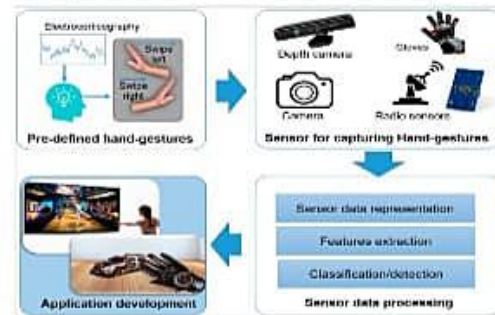 Electrocorticography
Swipe
left
Swipe
right
Pre-defined hand-gestures
Depth camera
Gloves
Camera
Radio sensors
Sensor for capturing Hand-gestures
Sensor data representation
Features extraction
Classification/detection
Sensor data processing
Application development